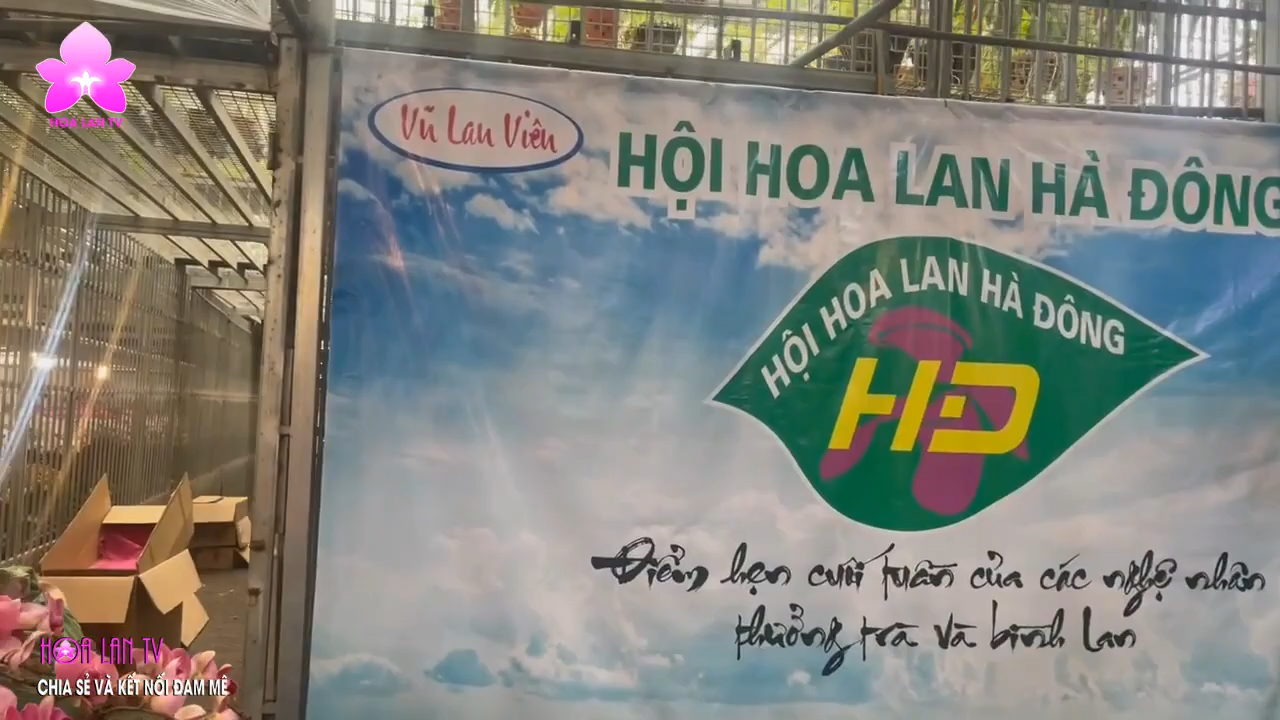 HOA LAN TV
Vũ Lan Viên
HỘI HOA LAN HÀ ĐÔNG
HỘI HOA LAN HÀ ĐÔNG
HĐ
Điểm hẹn cuối tuần của các nghệ nhân
thưởng trà và bình lan
HOA LAN TV
CHIA SẺ VÀ KẾT NỐI ĐAM MÊ